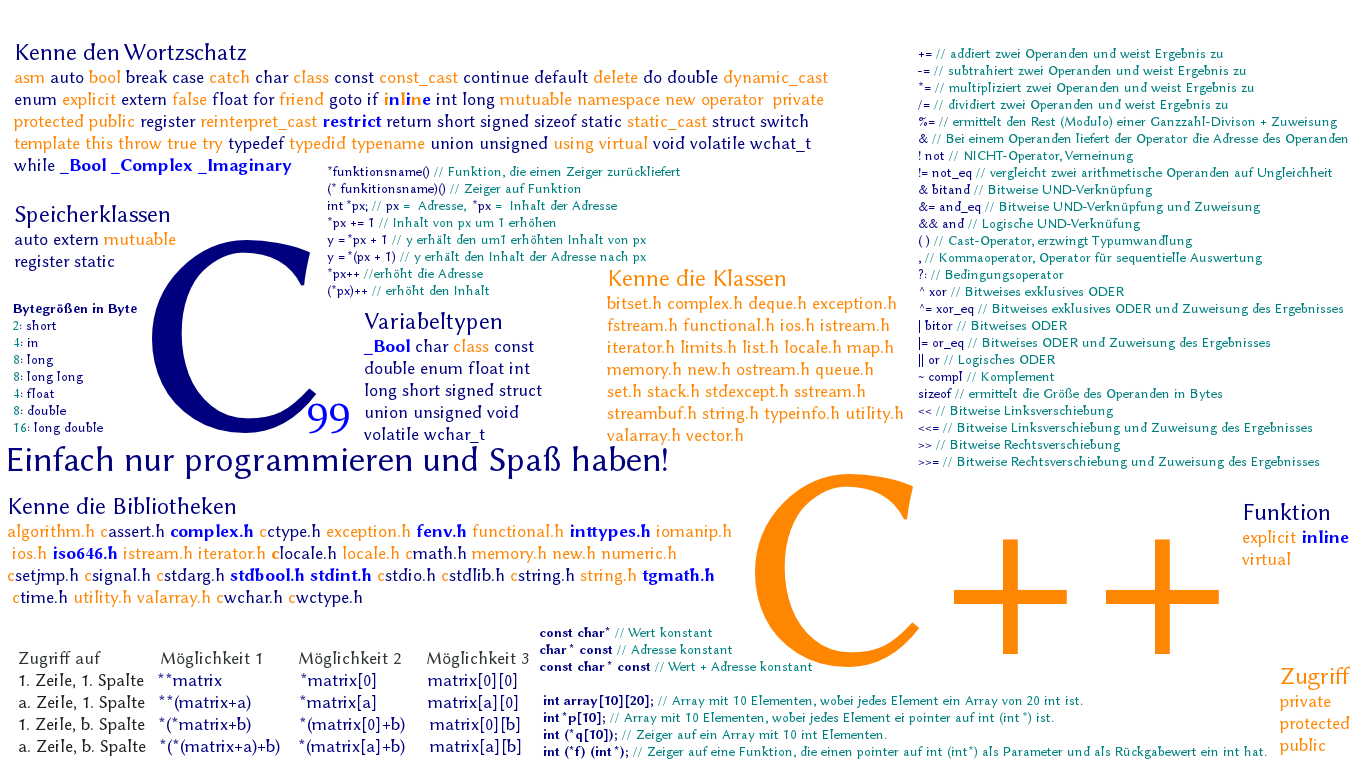 Kenne den Wortzschatz
asm auto bool break case catch char class const const_cast continue default delete do double dynamic_cast
enum explicit extern false float for friend goto if inline int long mutuable namespace new operator private
protected public register reinterpret_cast restrict return short signed sizeof static static_cast struct switch
template this throw true try typedef typedid typename union unsigned using virtual void volatile wchat_t
while _Bool _Complex _Imaginary
*funktionsname() // Funktion, die einen Zeiger zurückliefert
(* funkitionsname)() // Zeiger auf Funktion
int *px; // px = Adresse, *px = Inhalt der Adresse
*px += 1 // Inhalt von px um 1 erhöhen
y = *px + 1 // y erhält den um1 erhöhten Inhalt von px
y = *(px + 1) // y erhält den Inhalt der Adresse nach px
*px++ //erhöht die Adresse
(*px)++ // erhöht den Inhalt
Speicherklassen
auto extern mutuable
register static
Bytegrößen in Byte
2: short
4: in
8: long
8: long long
4: float
8: double
16: long double
C
99
Variabeltypen
_Bool char class const
double enum float int
long short signed struct
union unsigned void
volatile wchar_t
Kenne die Klassen
bitset.h complex.h deque.h exception.h
fstream.h functional.h ios.h istream.h
iterator.h limits.h list.h locale.h map.h
memory.h new.h ostream.h queue.h
set.h stack.h stdexcept.h sstream.h
streambuf.h string.h typeinfo.h utility.h
valarray.h vector.h
+= // addiert zwei Operanden und weist Ergebnis zu
-= // subtrahiert zwei Operanden und weist Ergebnis zu
*= // multipliziert zwei Operanden und weist Ergebnis zu
/= // dividiert zwei Operanden und weist Ergebnis zu
%= // ermittelt den Rest (Modulo) einer Ganzzahl-Divison + Zuweisung
& // Bei einem Operanden liefert der Operator die Adresse des Operanden
! not // NICHT-Operator, Verneinung
!= not_eq // vergleicht zwei arithmetische Operanden auf Ungleichheit
& bitand // Bitweise UND-Verknüpfung
&= and_eq // Bitweise UND-Verknüpfung und Zuweisung
&& and // Logische UND-Verknüfung
( ) // Cast-Operator, erzwingt Typumwandlung
, // Kommaoperator, Operator für sequentielle Auswertung
?: // Bedingungsoperator
^ xor // Bitweises exklusives ODER
^= xor_eq // Bitweises exklusives ODER und Zuweisung des Ergebnisses
| bitor // Bitweises ODER
|= or_eq // Bitweises ODER und Zuweisung des Ergebnisses
|| or // Logisches ODER
~ compl // Komplement
sizeof // ermittelt die Größe des Operanden in Bytes
<< // Bitweise Linksverschiebung
<<= // Bitweise Linksverschiebung und Zuweisung des Ergebnisses
>> // Bitweise Rechtsverschiebung
>>= // Bitweise Rechtsverschiebung und Zuweisung des Ergebnisses
Einfach nur programmieren und Spaß haben!
Kenne die Bibliotheken
algorithm.h cassert.h complex.h cctype.h exception.h fenv.h functional.h inttypes.h iomanip.h
ios.h iso646.h istream.h iterator.h clocale.h locale.h cmath.h memory.h new.h numeric.h
csetjmp.h csignal.h cstdarg.h stdbool.h stdint.h cstdio.h cstdlib.h cstring.h string.h tgmath.h
ctime.h utility.h valarray.h cwchar.h cwctype.h
C++
Funktion
explicit inline
virtual
Zugriff auf Möglichkeit 1 Möglichkeit 2 Möglichkeit 3
1. Zeile, 1. Spalte **matrix *matrix[0] matrix[0][0]
a. Zeile, 1. Spalte **(matrix+a) *matrix[a] matrix[a][0]
1. Zeile, b. Spalte *(*matrix+b) *(matrix[0]+b) matrix[0][b]
a. Zeile, b. Spalte *(*(matrix+a)+b) *(matrix[a]+b) matrix[a][b]
const char* // Wert konstant
char* const // Adresse konstant
const char* const // Wert + Adresse konstant
int array[10][20]; // Array mit 10 Elementen, wobei jedes Element ein Array von 20 int ist.
int *p[10]; // Array mit 10 Elementen, wobei jedes Element ei pointer auf int (int *) ist.
int (*q[10]); // Zeiger auf ein Array mit 10 int Elementen.
int (*f) (int*); // Zeiger auf eine Funktion, die einen pointer auf int (int*) als Parameter und als Rückgabewert ein int hat.
Zugriff
private
protected
public